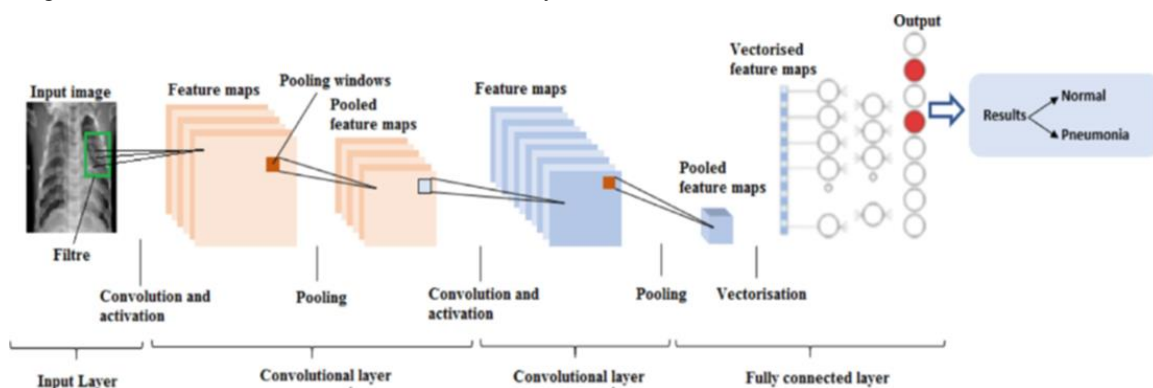 Output
Vectorised
feature maps
Input image
Feature maps
Pooling windows
Pooled
feature maps
Feature maps
Pooled
feature maps
Results
Normal
Pneumonia
Filtre
Convolution and
activation
Pooling
Convolution and
activation
Pooling
Vectorisation
Input Layer
Convolutional layer
Convolutional layer
Fully connected layer